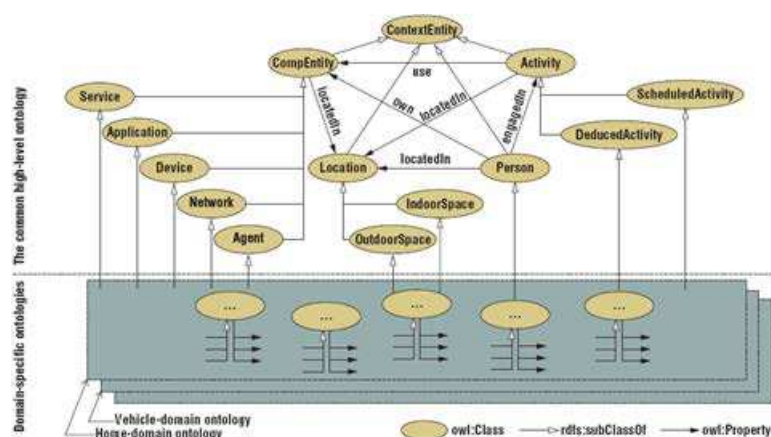 The common high-level ontology
Domain-specific ontologies
ContextEntity
CompEntity
Activity
use
Service
ScheduledActivity
Application
locatedIn
own
locatedIn
engagedIn
DeducedActivity
Device
Location
locatedIn
Person
Network
IndoorSpace
Agent
OutdoorSpace
...
...
...
...
...
Vehicle-domain ontology
Home-domain ontology
owl:Class
rdfs:subClassOf
owl:Property